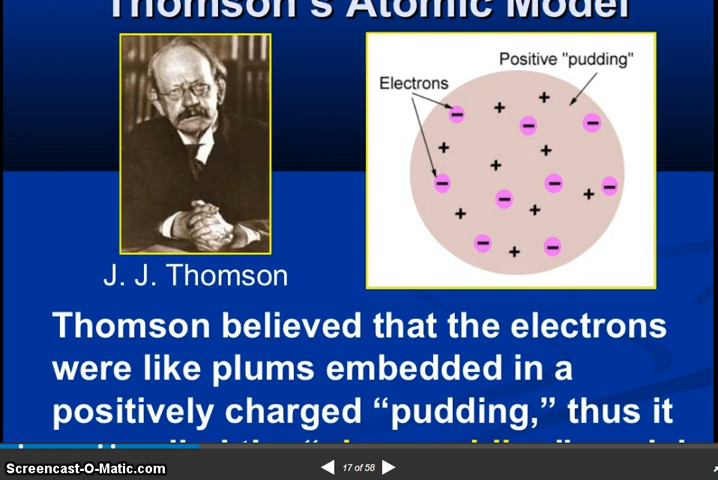 Thomson's Atomic Model
Positive "pudding"
Electrons
J. J. Thomson
Thomson believed that the electrons
were like plums embedded in a
positively charged “pudding,” thus it
Screencast-O-Matic.com
17 of 58